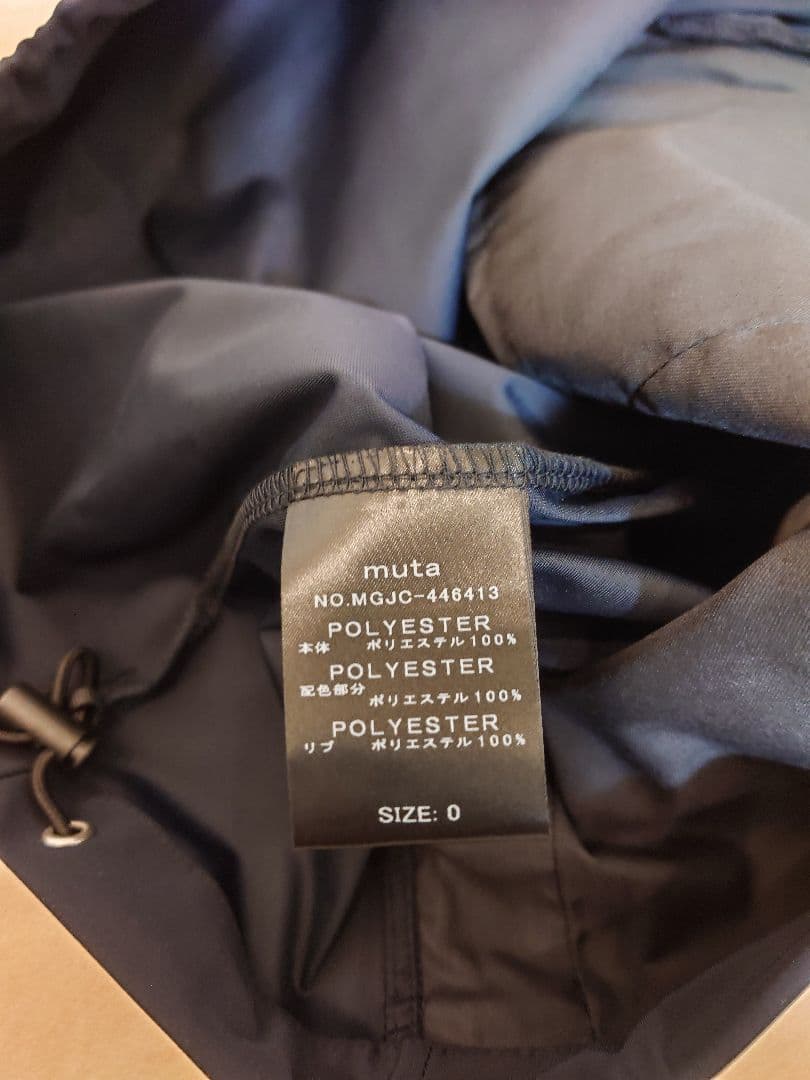 muta
NO.MGJC-446413
POLYESTER
本体 ポリエステル100%
POLYESTER
配色部分 ポリエステル100%
POLYESTER
リブ ポリエステル100%
SIZE: 0